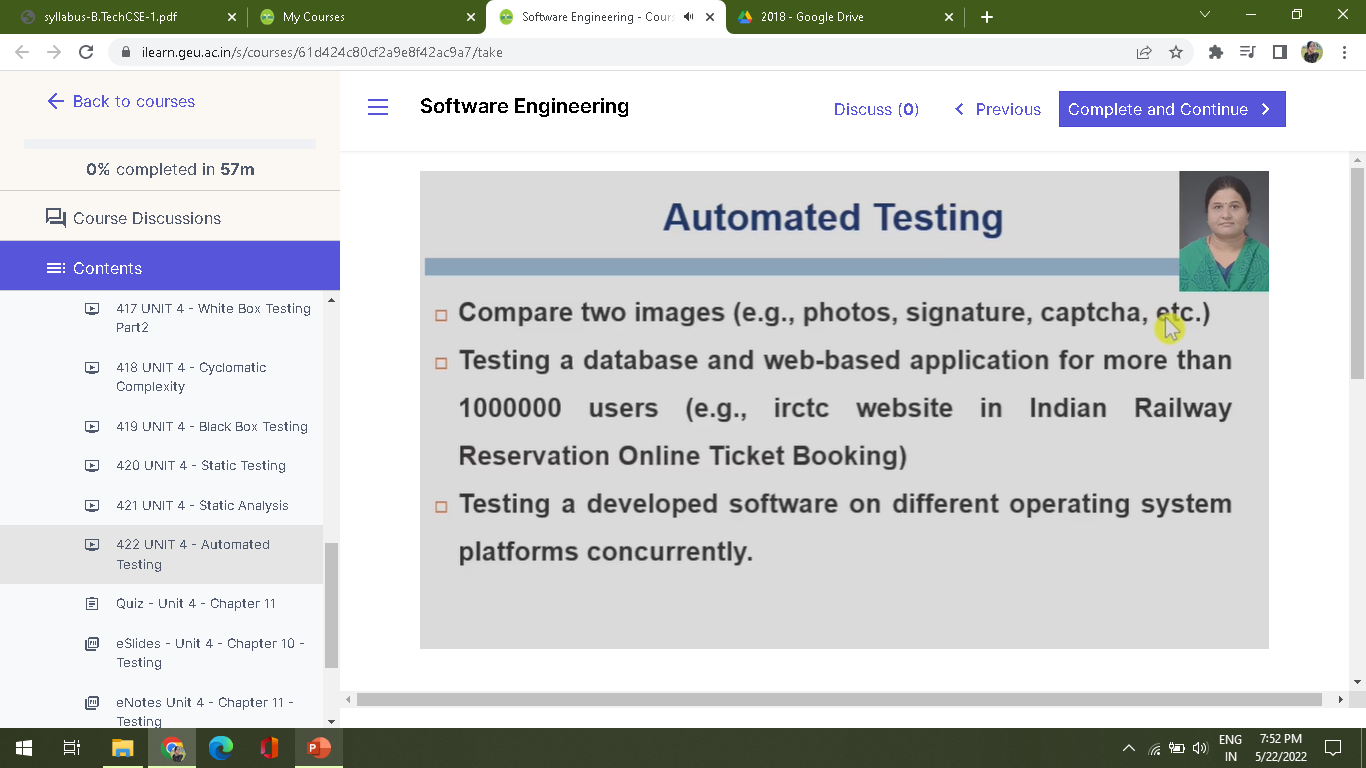 syllabus-B.TechCSE-1.pdf
My Courses
Software Engineering - Cour
2018 - Google Drive
ilearn.geu.ac.in/s/courses/61d424c80cf2a9e8f42ac9a7/take
Back to courses
0% completed in 57m
Course Discussions
Contents
417 UNIT 4 - White Box Testing
Part2
418 UNIT 4 - Cyclomatic
Complexity
419 UNIT 4 - Black Box Testing
420 UNIT 4 - Static Testing
421 UNIT 4 - Static Analysis
422 UNIT 4 - Automated
Testing
Quiz - Unit 4 - Chapter 11
eSlides - Unit 4 - Chapter 10 -
Testing
eNotes Unit 4 - Chapter 11 -
Testing
Software Engineering
Discuss (0)
Previous
Complete and Continue
Automated Testing
Compare two images (e.g., photos, signature, captcha, etc.)
Testing a database and web-based application for more than
1000000 users (e.g., irctc website in Indian Railway
Reservation Online Ticket Booking)
Testing a developed software on different operating system
platforms concurrently.
ENG
IN
7:52 PM
5/22/2022